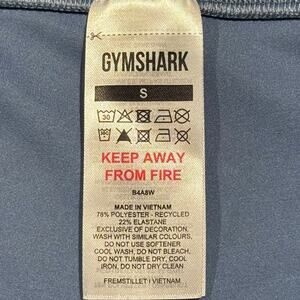 GYMSHARK
S
30
KEEP AWAY
FROM FIRE
B4A8W
MADE IN VIETNAM
78% POLYESTER - RECYCLED
22% ELASTANE
EXCLUSIVE OF DECORATION.
WASH WITH SIMILAR COLOURS,
DO NOT USE SOFTENER
COOL WASH, DO NOT BLEACH,
DO NOT TUMBLE DRY, COOL
IRON, DO NOT DRY CLEAN
FREMSTILLET I VIETNAM